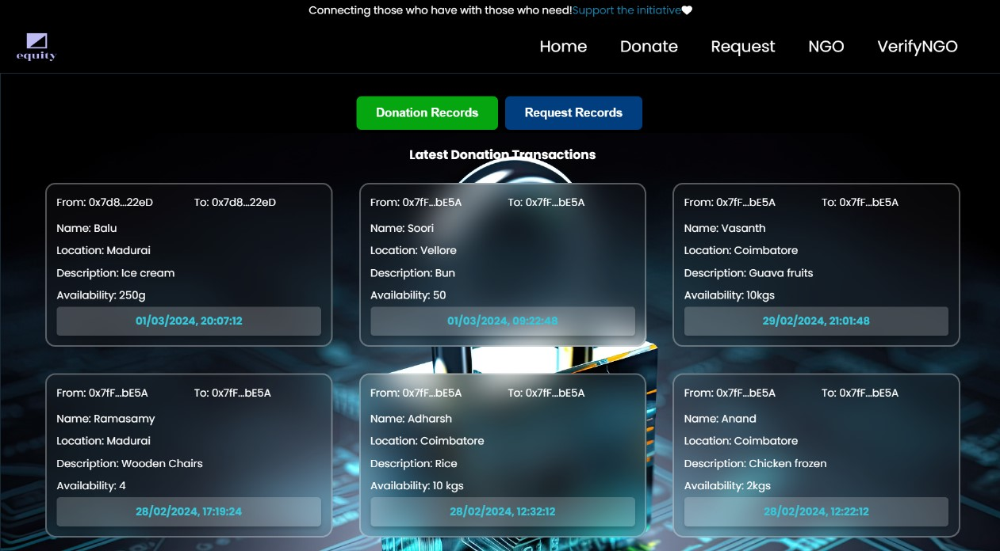 Connecting those who have with those who need!Support the initiative
equity
Home Donate Request NGO VerifyNGO
Donation Records Request Records
Latest Donation Transactions
From: 0x7d8...22eD To: 0x7d8...22eD
Name: Balu
Location: Madurai
Description: Ice cream
Availability: 250g
01/03/2024, 20:07:12
From: 0x7fF...bE5A To: 0x7fF...bE5A
Name: Soori
Location: Vellore
Description: Bun
Availability: 50
01/03/2024, 09:22:48
From: 0x7fF...bE5A To: 0x7fF...bE5A
Name: Vasanth
Location: Coimbatore
Description: Guava fruits
Availability: 10kgs
29/02/2024, 21:01:48
From: 0x7fF...bE5A To: 0x7fF...bE5A
Name: Ramasamy
Location: Madurai
Description: Wooden Chairs
Availability: 4
28/02/2024, 17:19:24
From: 0x7fF...bE5A To: 0x7fF...bE5A
Name: Adharsh
Location: Coimbatore
Description: Rice
Availability: 10 kgs
28/02/2024, 12:32:12
From: 0x7fF...bE5A To: 0x7fF...bE5A
Name: Anand
Location: Coimbatore
Description: Chicken frozen
Availability: 2kgs
28/02/2024, 12:22:12